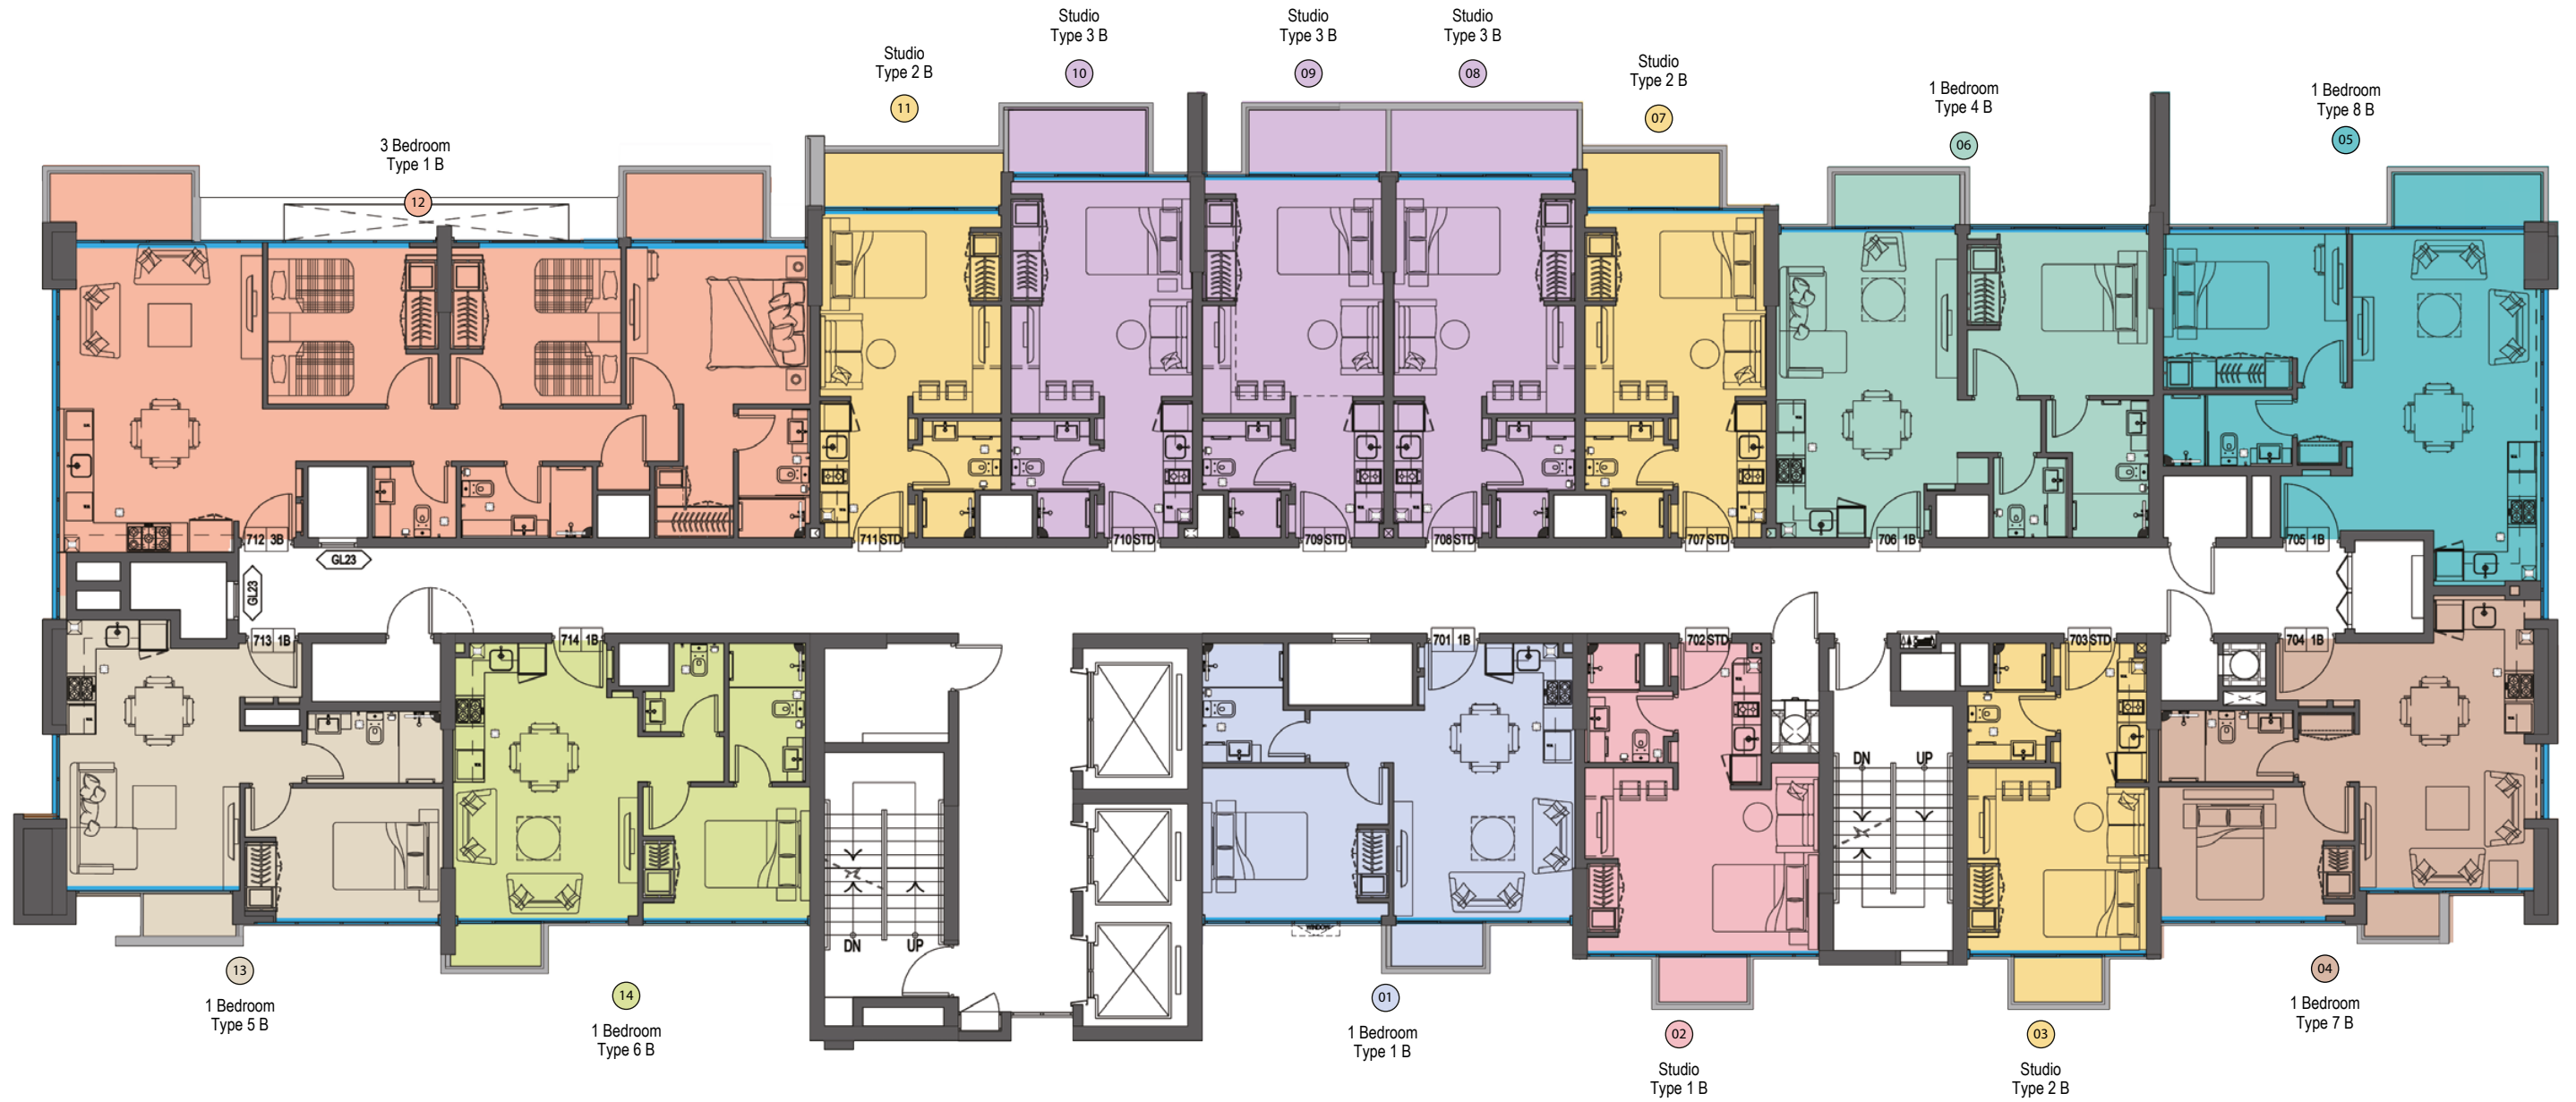 Studio
Type 3 B
10
Studio
Type 3 B
09
Studio
Type 3 B
08
Studio
Type 2 B
11
Studio
Type 2 B
07
1 Bedroom
Type 4 B
06
1 Bedroom
Type 8 B
05
3 Bedroom
Type 1 B
12
712 3B
711 STD
710 STD
709 STD
708 STD
707 STD
706 1B
705 1B
GL23
GL23
713 1B
714 1B
701 1B
702 STD
703 STD
704 1B
DN
UP
DN
UP
WINDOW
13
1 Bedroom
Type 5 B
14
1 Bedroom
Type 6 B
01
1 Bedroom
Type 1 B
02
Studio
Type 1 B
03
Studio
Type 2 B
04
1 Bedroom
Type 7 B